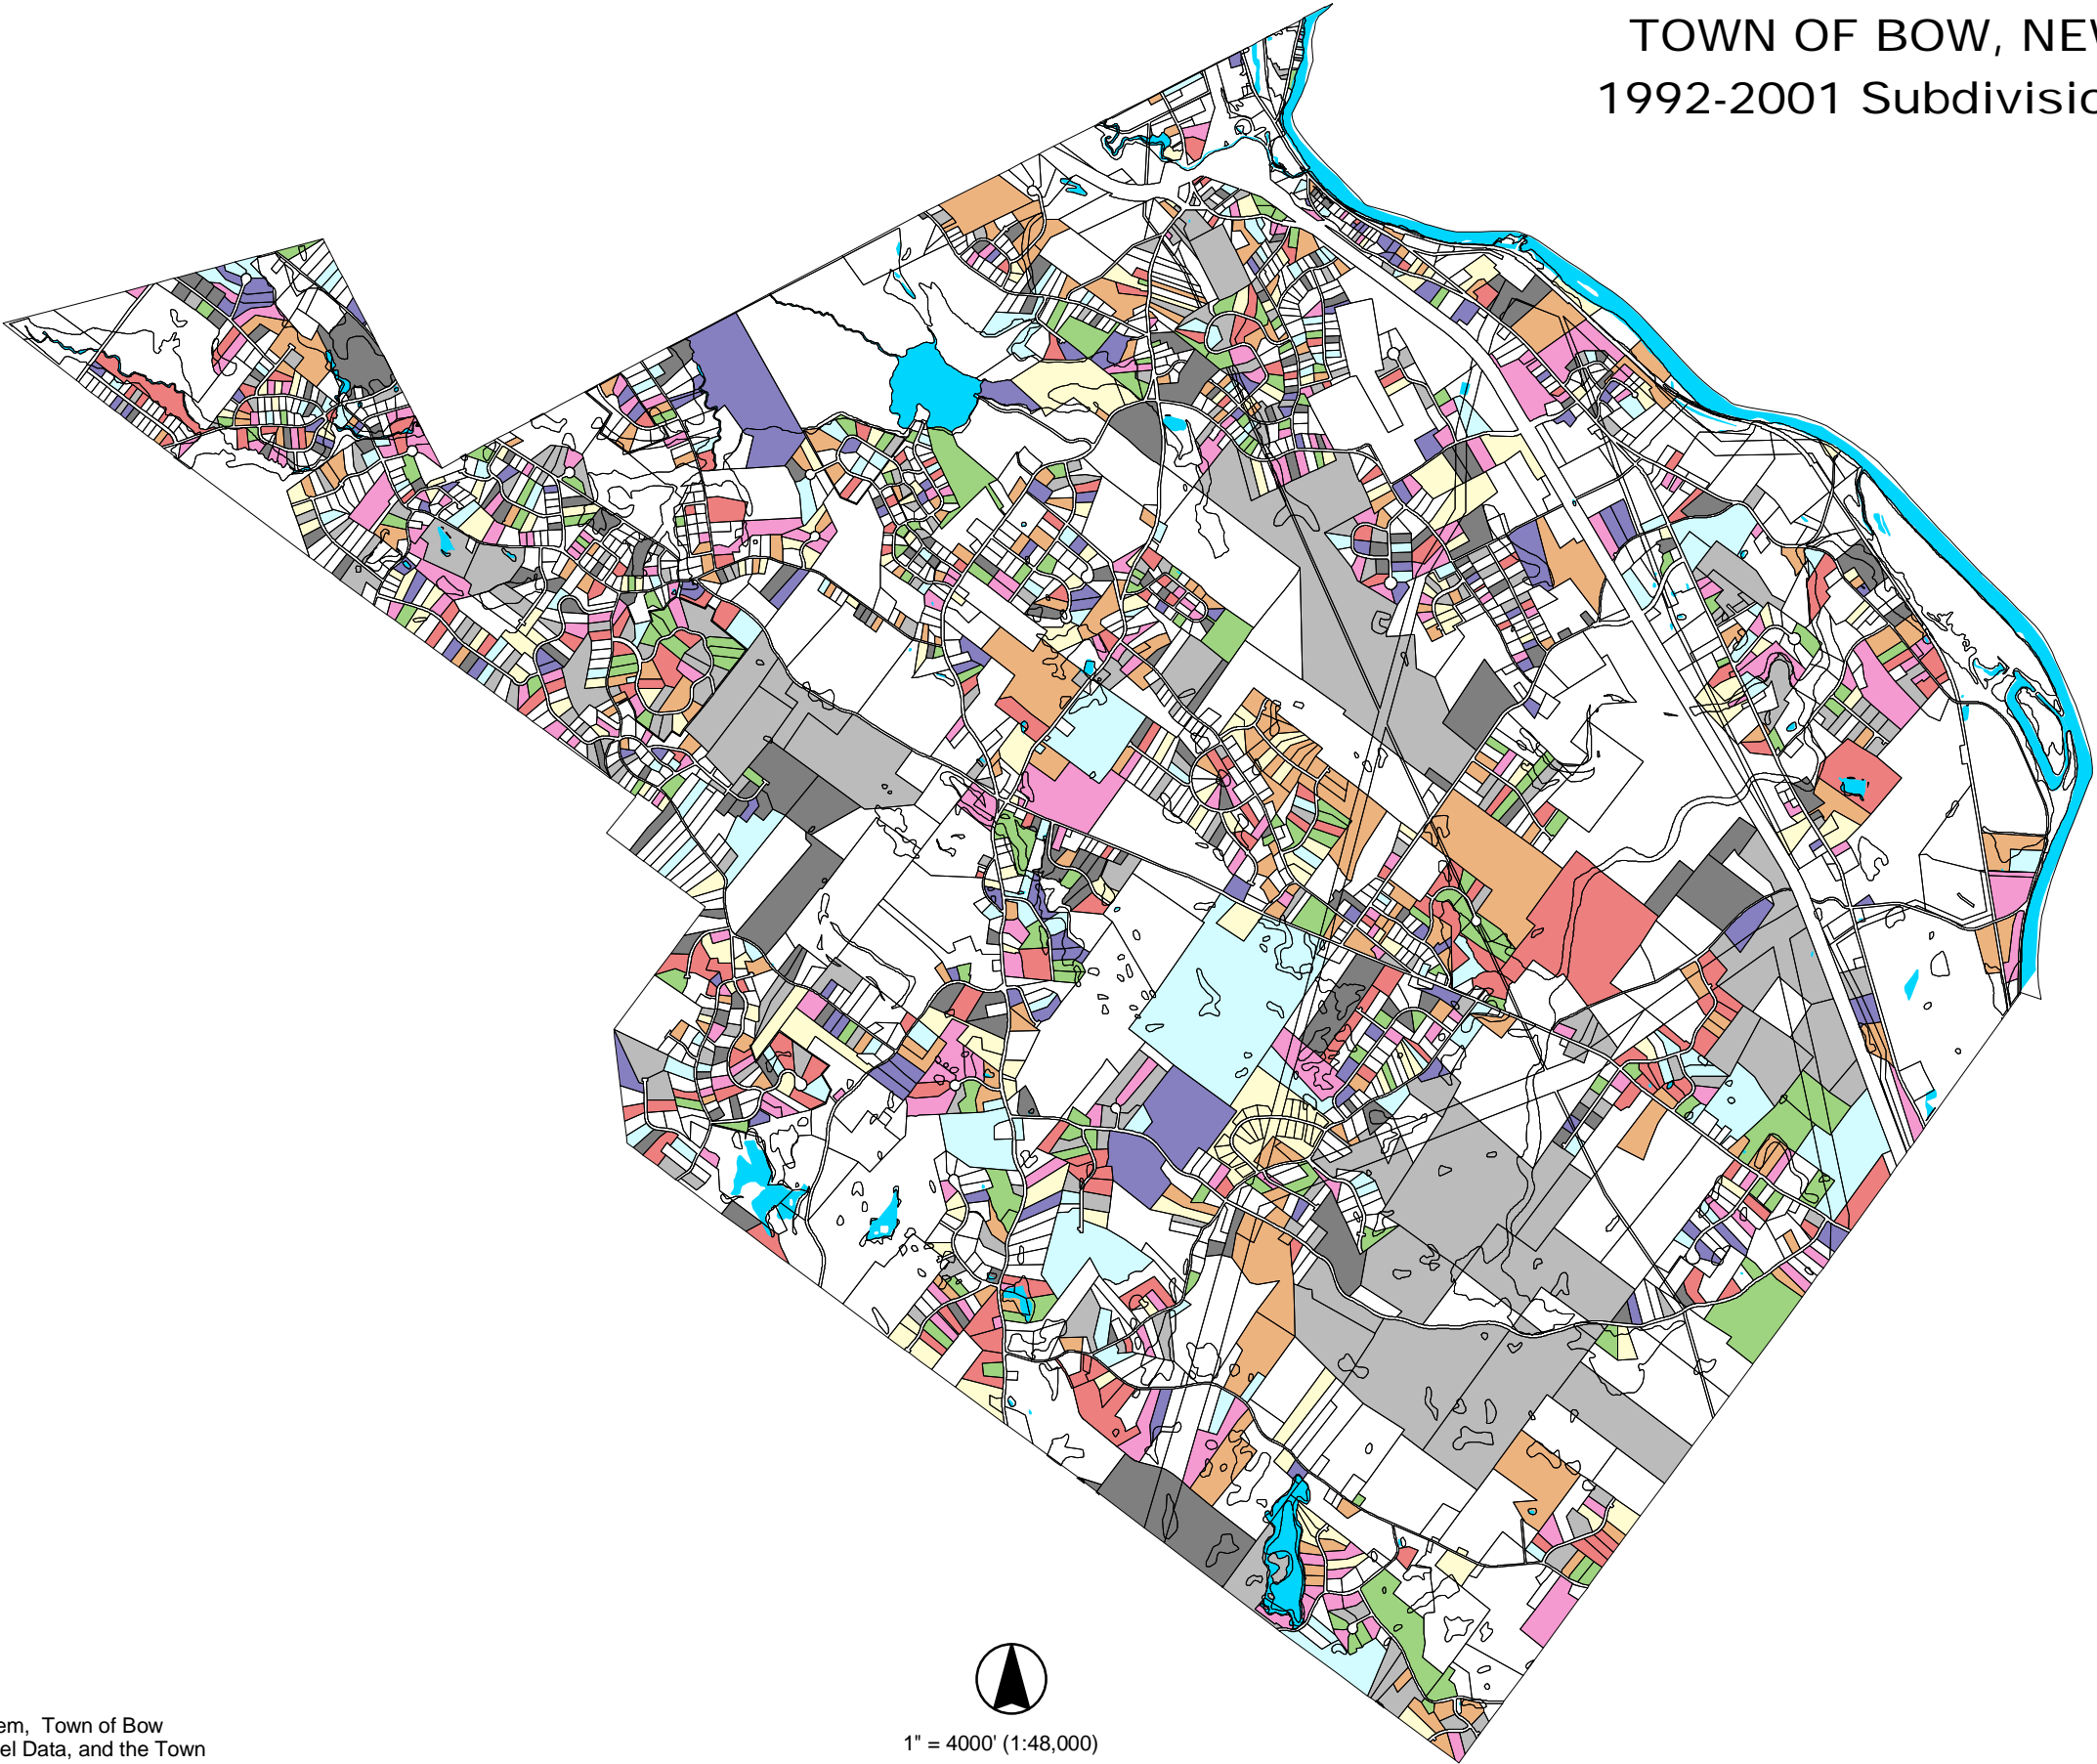 TOWN OF BOW, NEW
1992-2001 Subdivisio
1" = 4000' (1:48,000)
em, Town of Bow
el Data, and the Town